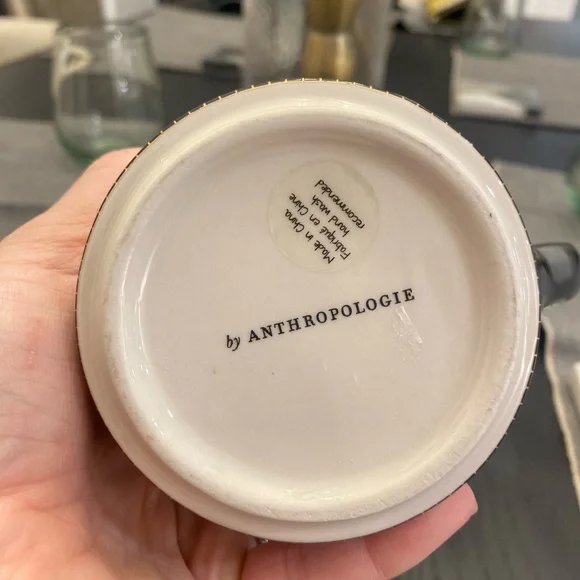 Made in China
Fabriqué en Chine
hand wash
recommended
by ANTHROPOLOGIE